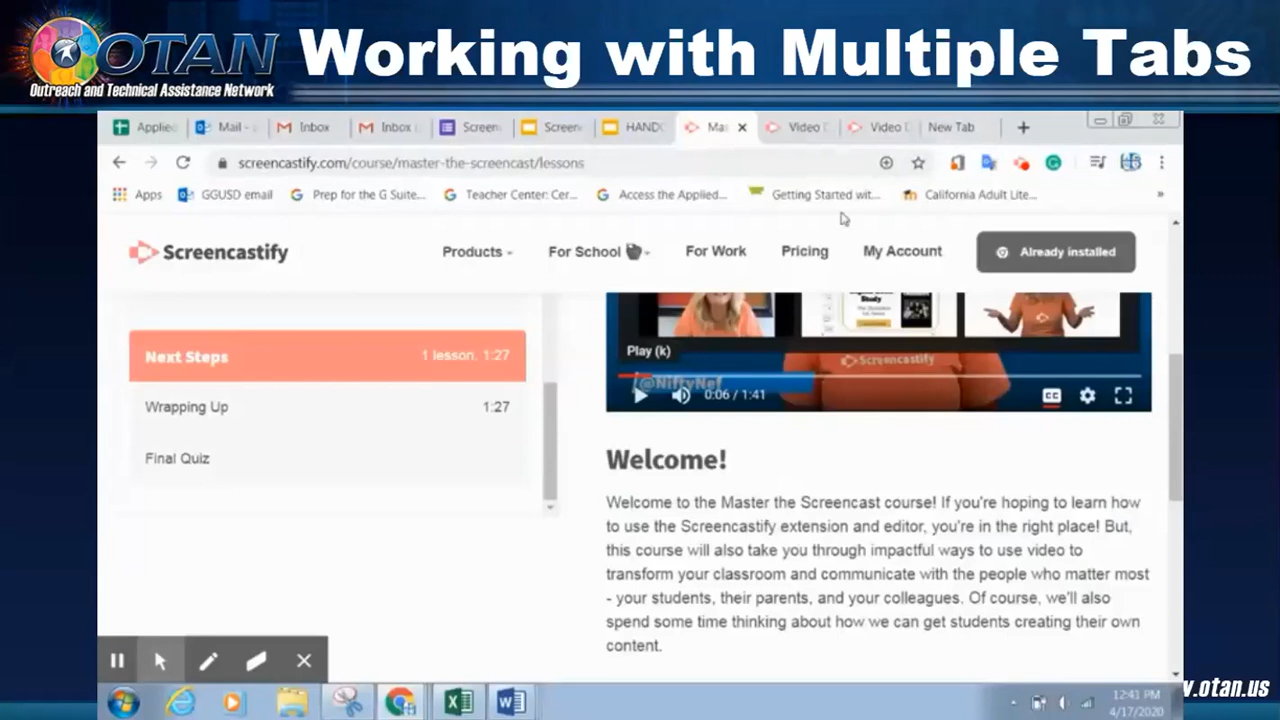 OTAN
Outreach and Technical Assistance Network
Working with Multiple Tabs
Applied Mail - Inbox Inbox Screen Screen HANDO Mas Video D Video D New Tab
screencastify.com/course/master-the-screencast/lessons
Apps GGUSD email Prep for the G Suite... Teacher Center: Cer... Access the Applied... Getting Started wit... California Adult Lite...
Screencastify Products For School For Work Pricing My Account Already installed
Next Steps 1 lesson, 1:27
Wrapping Up 1:27
Final Quiz
Study
Play (k)
Screencastify
@NiftyNef
0:06 / 1:41
CC
Welcome!
Welcome to the Master the Screencast course! If you're hoping to learn how
to use the Screencastify extension and editor, you're in the right place! But,
this course will also take you through impactful ways to use video to
transform your classroom and communicate with the people who matter most
- your students, their parents, and your colleagues. Of course, we'll also
spend some time thinking about how we can get students creating their own
content.
12:41 PM
4/17/2020
w.otan.us